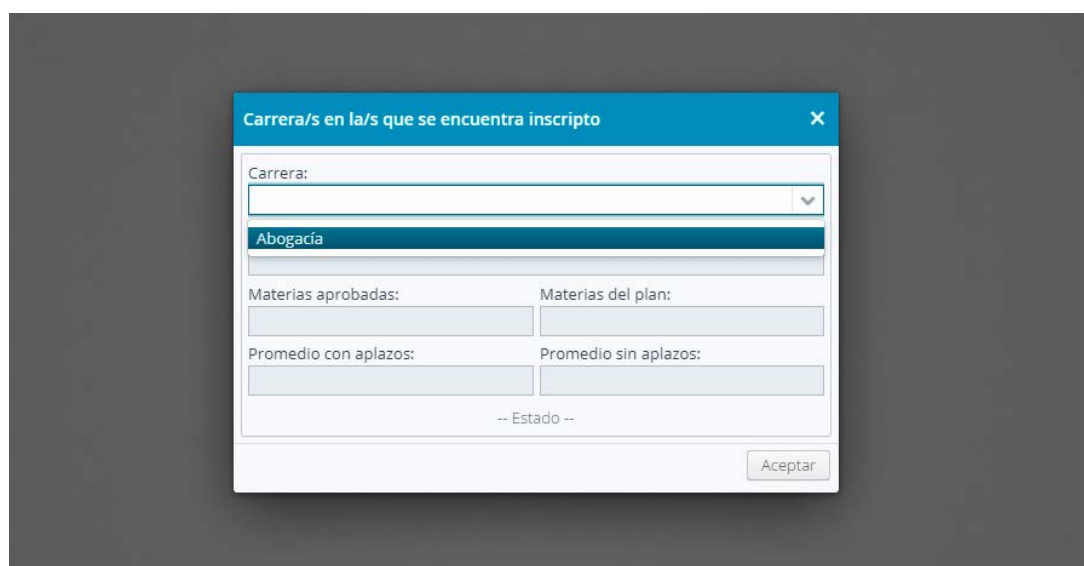 Carrera/s en la/s que se encuentra inscripto
Carrera:
Abogacía
Materias aprobadas: Materias del plan:
Promedio con aplazos: Promedio sin aplazos:
-- Estado --
Aceptar